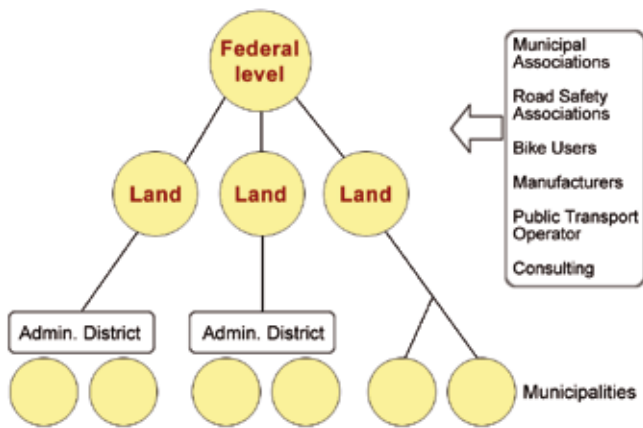 Federal
level
Land
Land
Land
Admin. District
Admin. District
Municipalities
Municipal
Associations
Road Safety
Associations
Bike Users
Manufacturers
Public Transport
Operator
Consulting